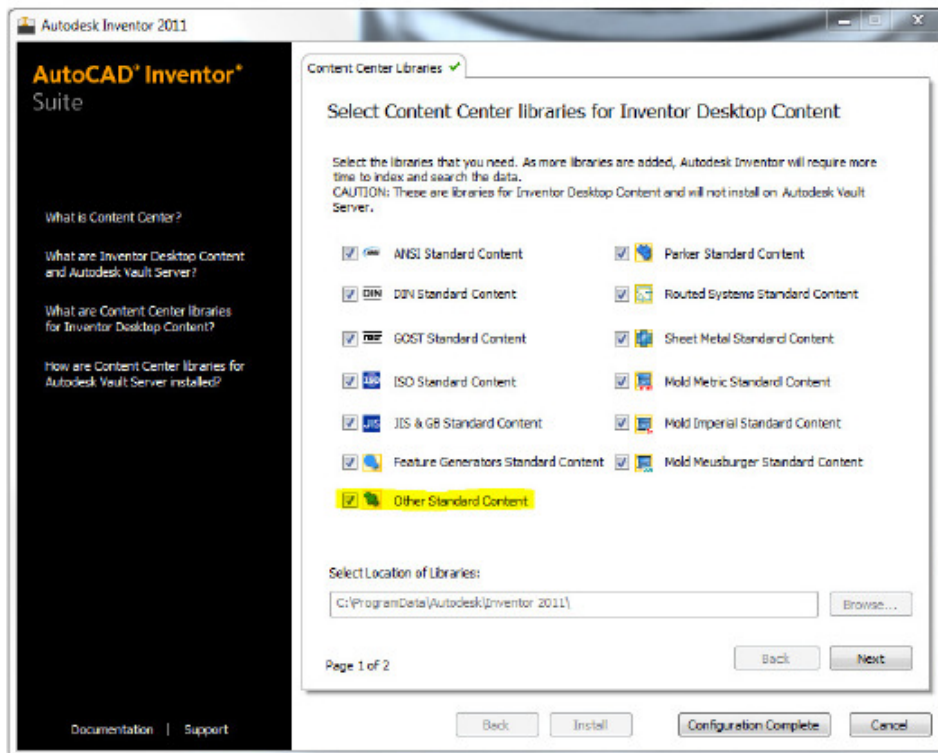 Autodesk Inventor 2011
AutoCAD® Inventor®
Suite
What is Content Center?
What are Inventor Desktop Content
and Autodesk Vault Server?
What are Content Center libraries
for Inventor Desktop Content?
How are Content Center libraries for
Autodesk Vault Server installed?
Documentation | Support
Content Center Libraries
Select Content Center libraries for Inventor Desktop Content
Select the libraries that you need. As more libraries are added, Autodesk Inventor will require more
time to index and search the data.
CAUTION: These are libraries for Inventor Desktop Content and will not install on Autodesk Vault
Server.
ANSI Standard Content
DIN DIN Standard Content
GOST Standard Content
ISO ISO Standard Content
JIS JIS & GB Standard Content
Feature Generators Standard Content
Other Standard Content
Parker Standard Content
Routed Systems Standard Content
Sheet Metal Standard Content
Mold Metric Standard Content
Mold Imperial Standard Content
Mold Meusburger Standard Content
Select Location of Libraries:
C:\ProgramData\Autodesk\Inventor 2011\
Browse...
Page 1 of 2
Back
Next
Back
Install
Configuration Complete
Cancel